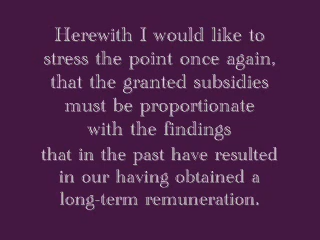 Herewith I would like to
stress the point once again,
that the granted subsidies
must be proportionate
with the findings
that in the past have resulted
in our having obtained a
long-term remuneration.